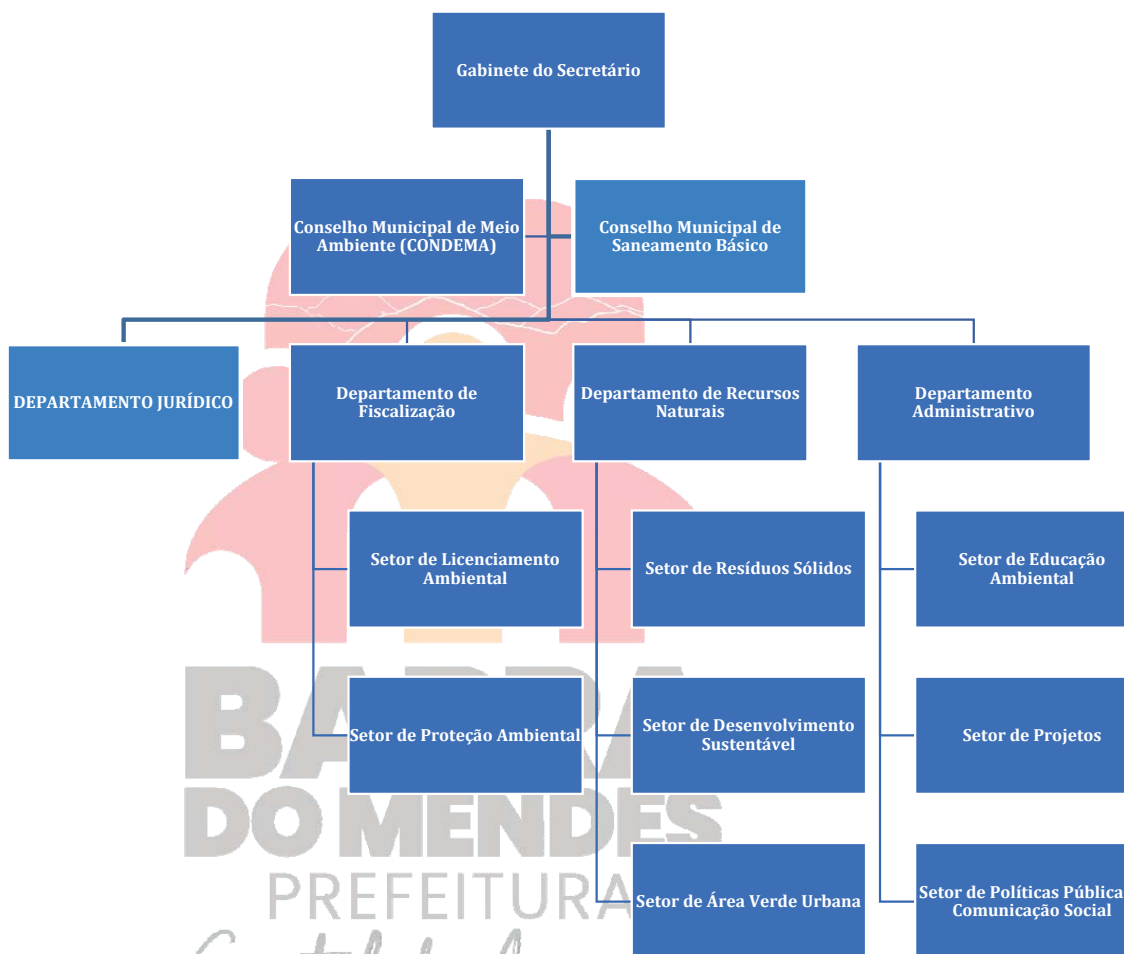 Gabinete do Secretário
Conselho Municipal de Meio
Ambiente (CONDEMA)
Conselho Municipal de
Saneamento Básico
DEPARTAMENTO JURÍDICO
Departamento de
Fiscalização
Departamento de Recursos
Naturais
Departamento
Administrativo
Setor de Licenciamento
Ambiental
Setor de Resíduos Sólidos
Setor de Educação
Ambiental
Setor de Proteção Ambiental
Setor de Desenvolvimento
Sustentável
Setor de Projetos
Setor de Área Verde Urbana
Setor de Políticas Pública
Comunicação Social
BARRA
DO MENDES
PREFEITURA